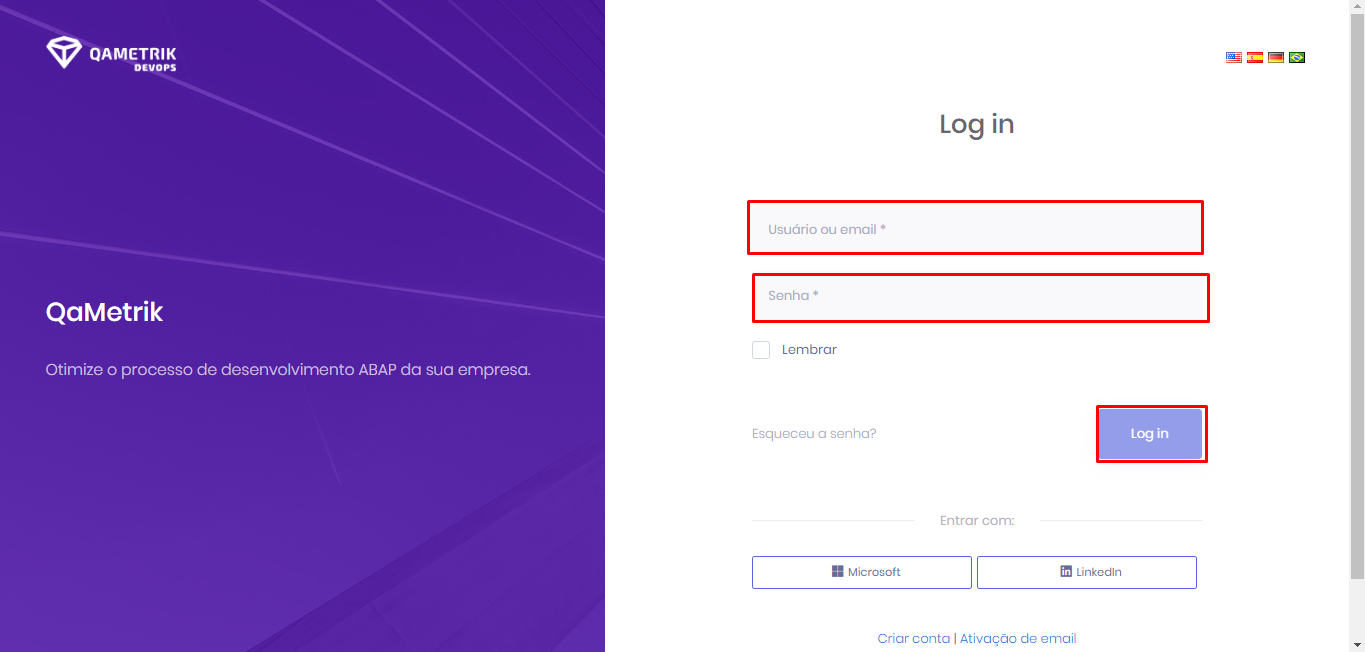 QAMETRIK
DEVOPS
QaMetrik
Otimize o processo de desenvolvimento ABAP da sua empresa.
Log in
Usuário ou email *
Senha *
Lembrar
Esqueceu a senha?
Log in
Entrar com:
Microsoft
LinkedIn
Criar conta | Ativação de email